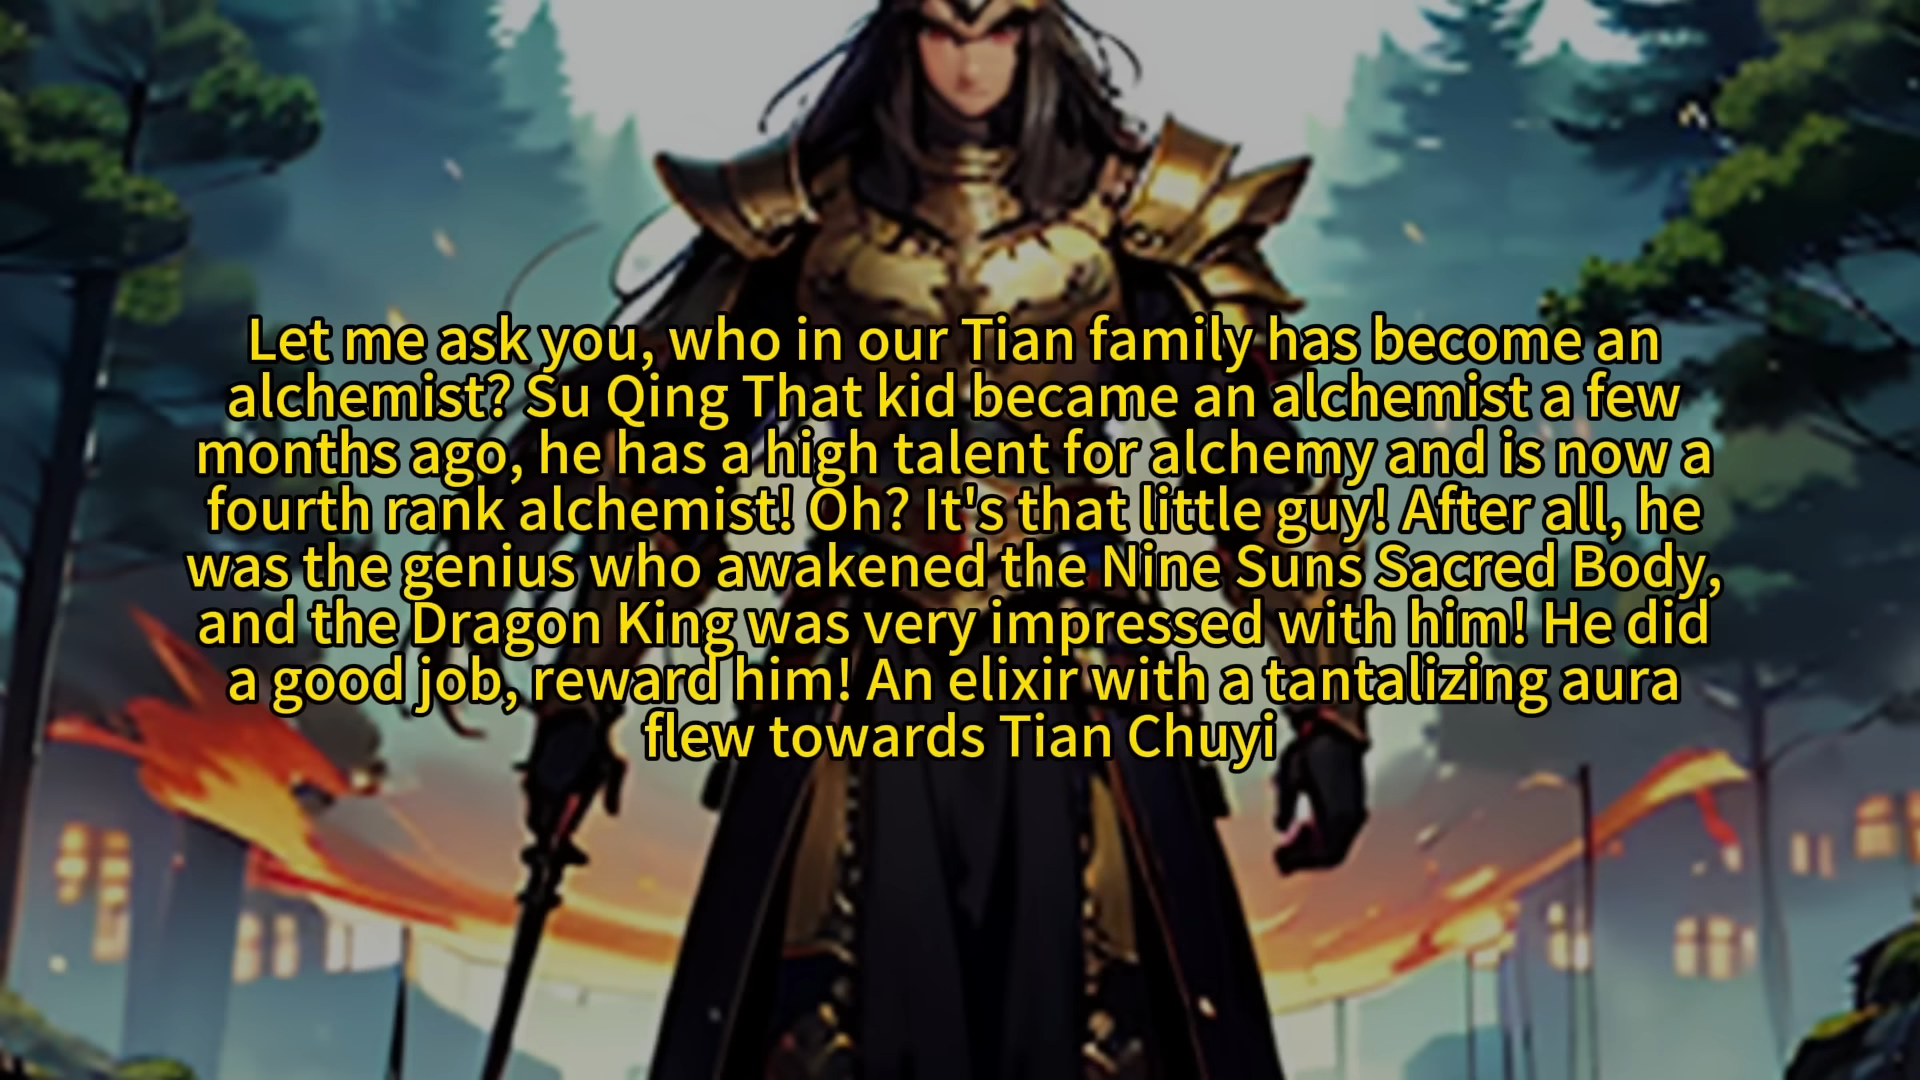 Let me ask you, who in our Tian family has become an
alchemist? Su Qing That kid became an alchemist a few
months ago, he has a high talent for alchemy and is now a
fourth rank alchemist! Oh? It's that little guy! After all, he
was the genius who awakened the Nine Suns Sacred Body,
and the Dragon King was very impressed with him! He did
a good job, reward him! An elixir with a tantalizing aura
flew towards Tian Chuyi